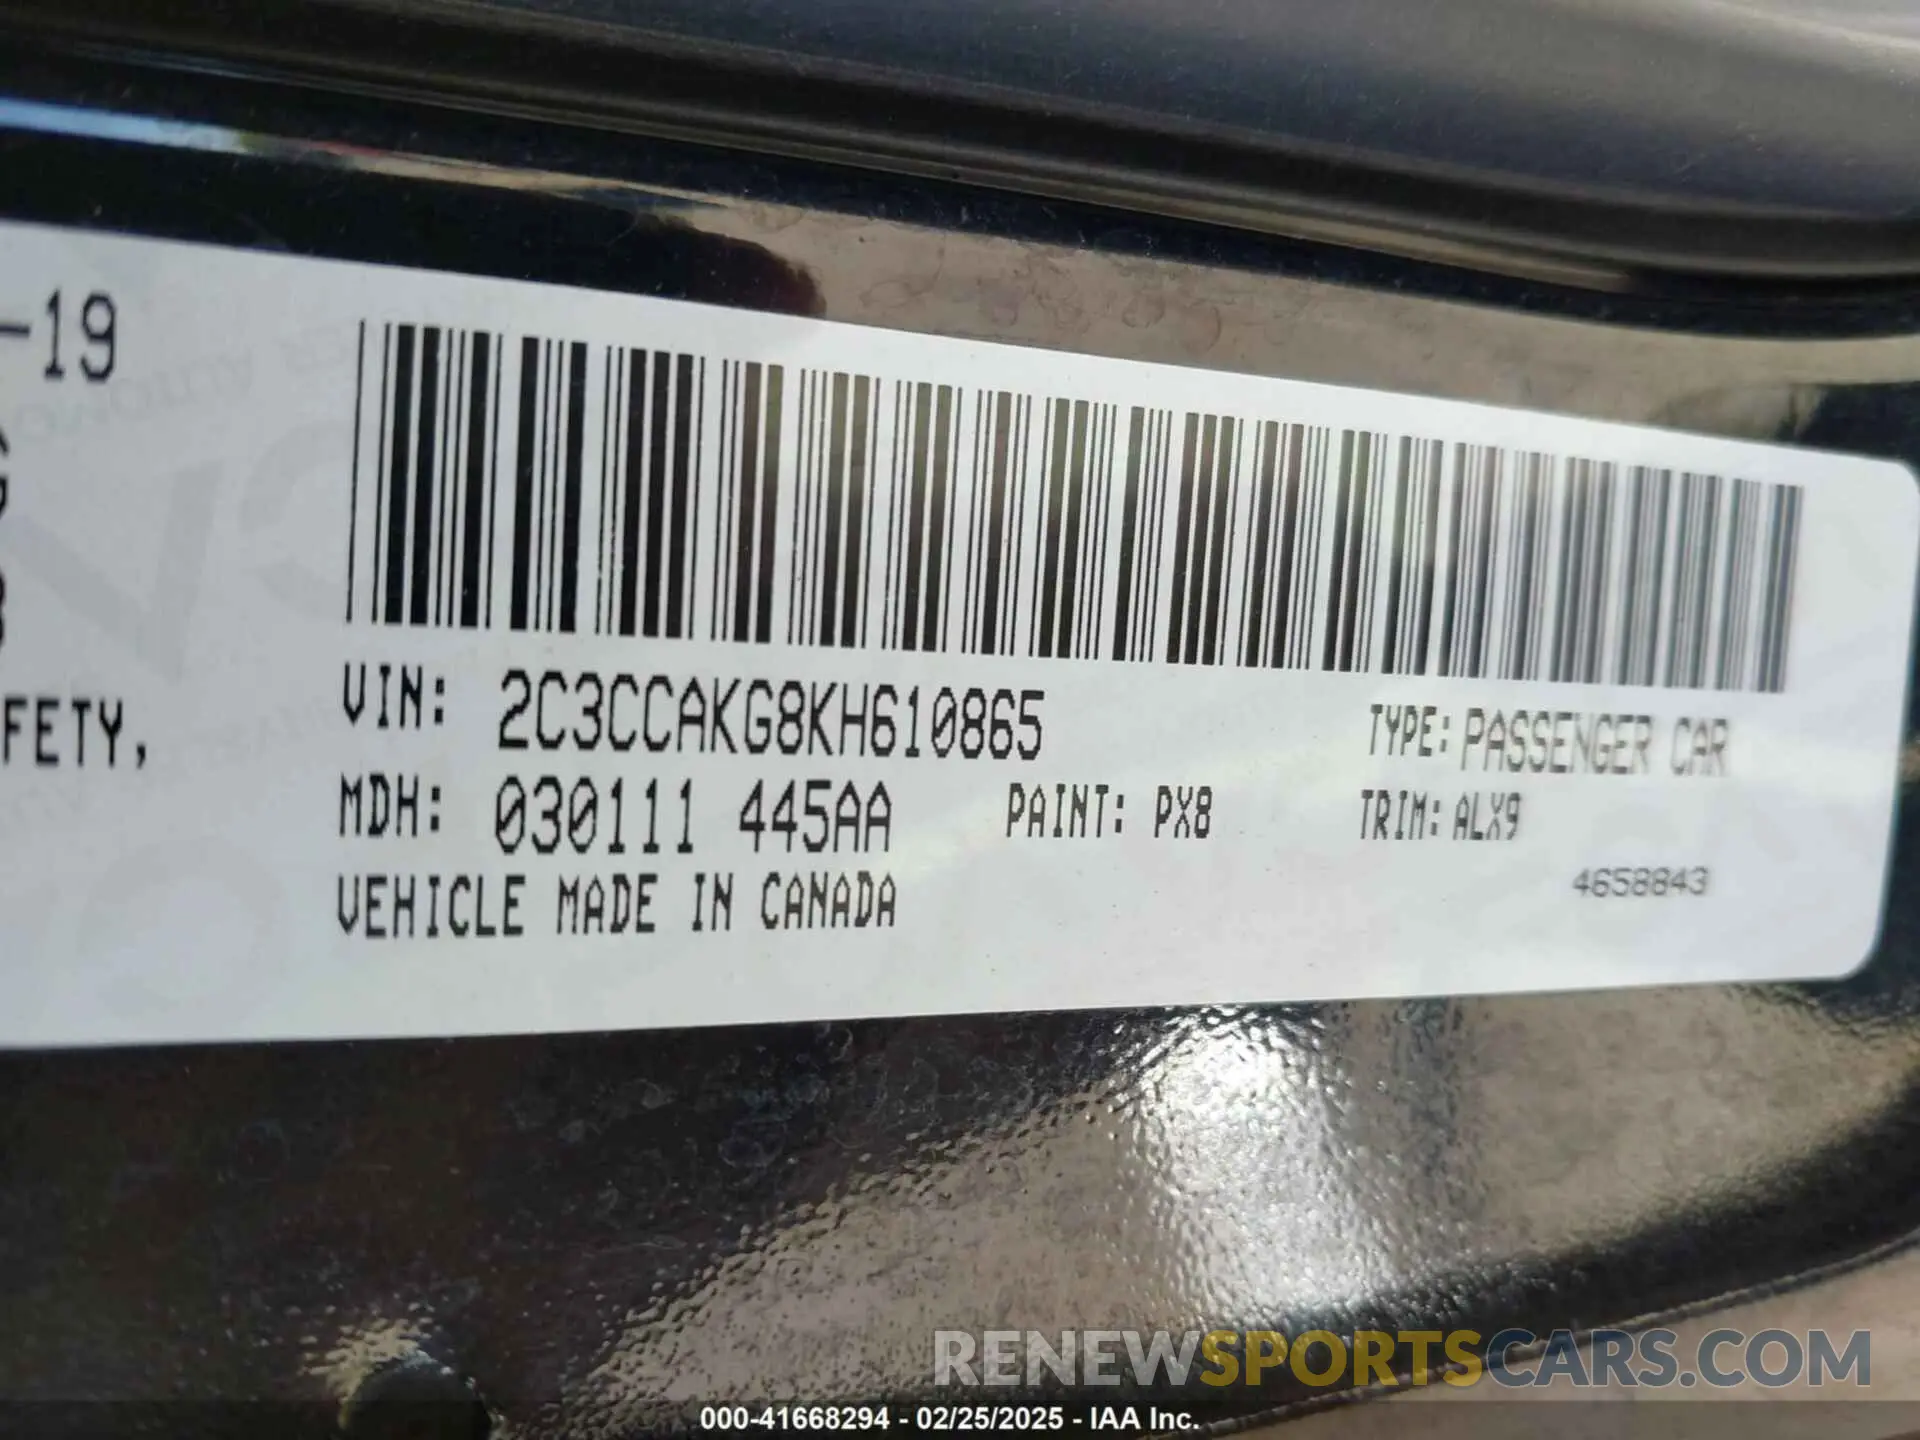 -19
FETY,
VIN: 2C3CCAKG8KH610865
TYPE: PASSENGER CAR
MDH: 030111 445AA
PAINT: PX8
TRIM: ALX9
VEHICLE MADE IN CANADA
4658843
RENEWSPORTSCARS.COM
000-41668294 - 02/25/2025 - IAA Inc.